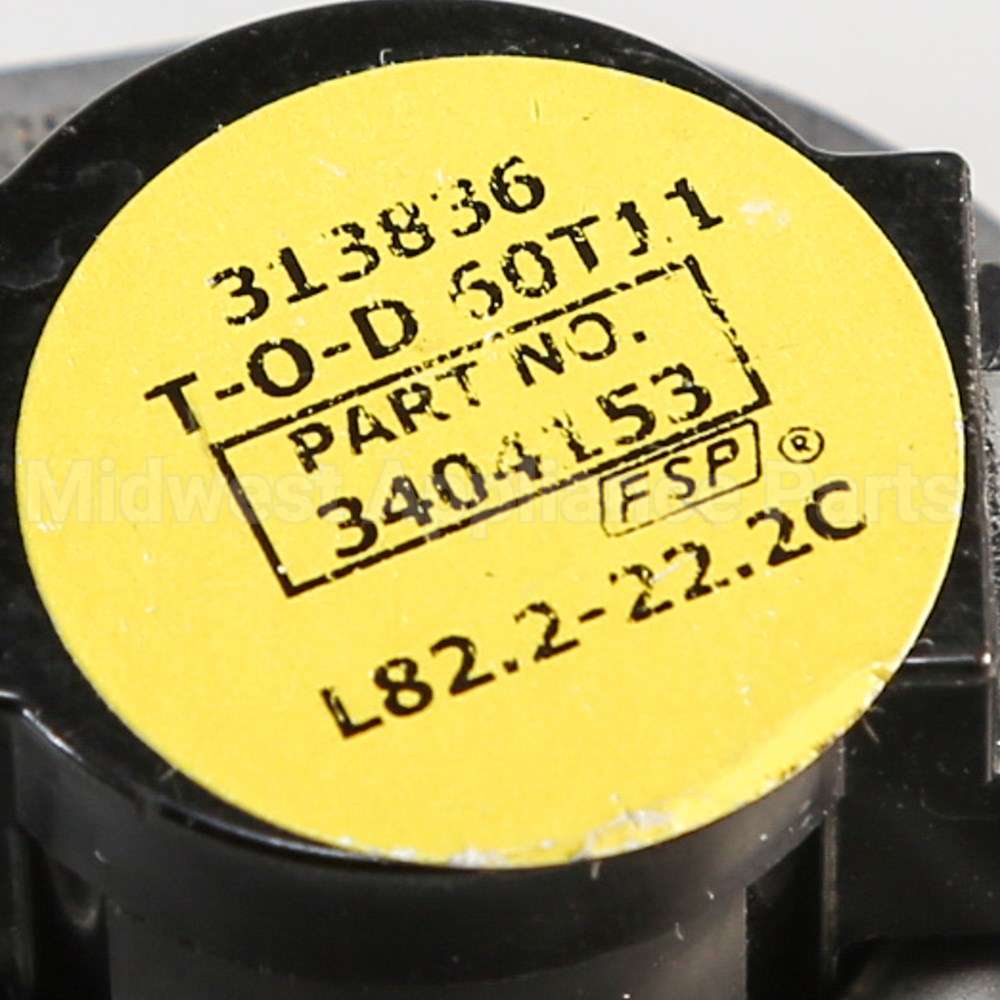 313836
T-O-D 60T11
PART NO.
3404153
FSP ®
L82.2-22.2C
Midwest Appliance Parts